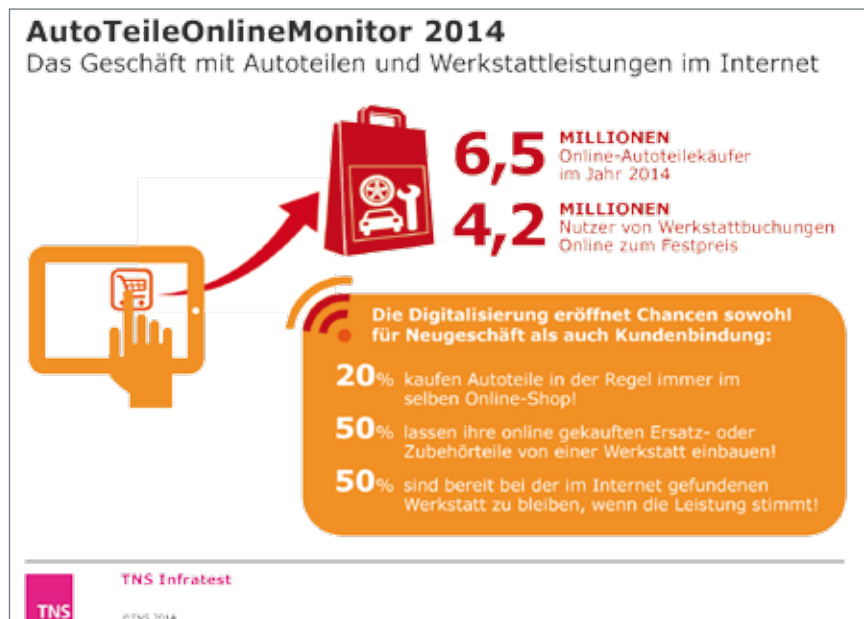 AutoTeileOnlineMonitor 2014
Das Geschäft mit Autoteilen und Werkstattleistungen im Internet
6,5 MILLIONEN
Online-Autoteilekäufer
im Jahr 2014
4,2 MILLIONEN
Nutzer von Werkstattbuchungen
Online zum Festpreis
Die Digitalisierung eröffnet Chancen sowohl
für Neugeschäft als auch Kundenbindung:
20% kaufen Autoteile in der Regel immer im
selben Online-Shop!
50% lassen ihre online gekauften Ersatz- oder
Zubehörteile von einer Werkstatt einbauen!
50% sind bereit bei der im Internet gefundenen
Werkstatt zu bleiben, wenn die Leistung stimmt!
TNS Infratest
TNS
©TNS 2014